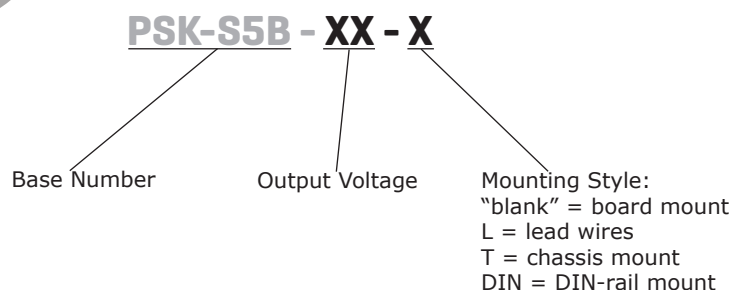 PSK-S5B - XX - X
Base Number
Output Voltage
Mounting Style:
“blank” = board mount
L = lead wires
T = chassis mount
DIN = DIN-rail mount